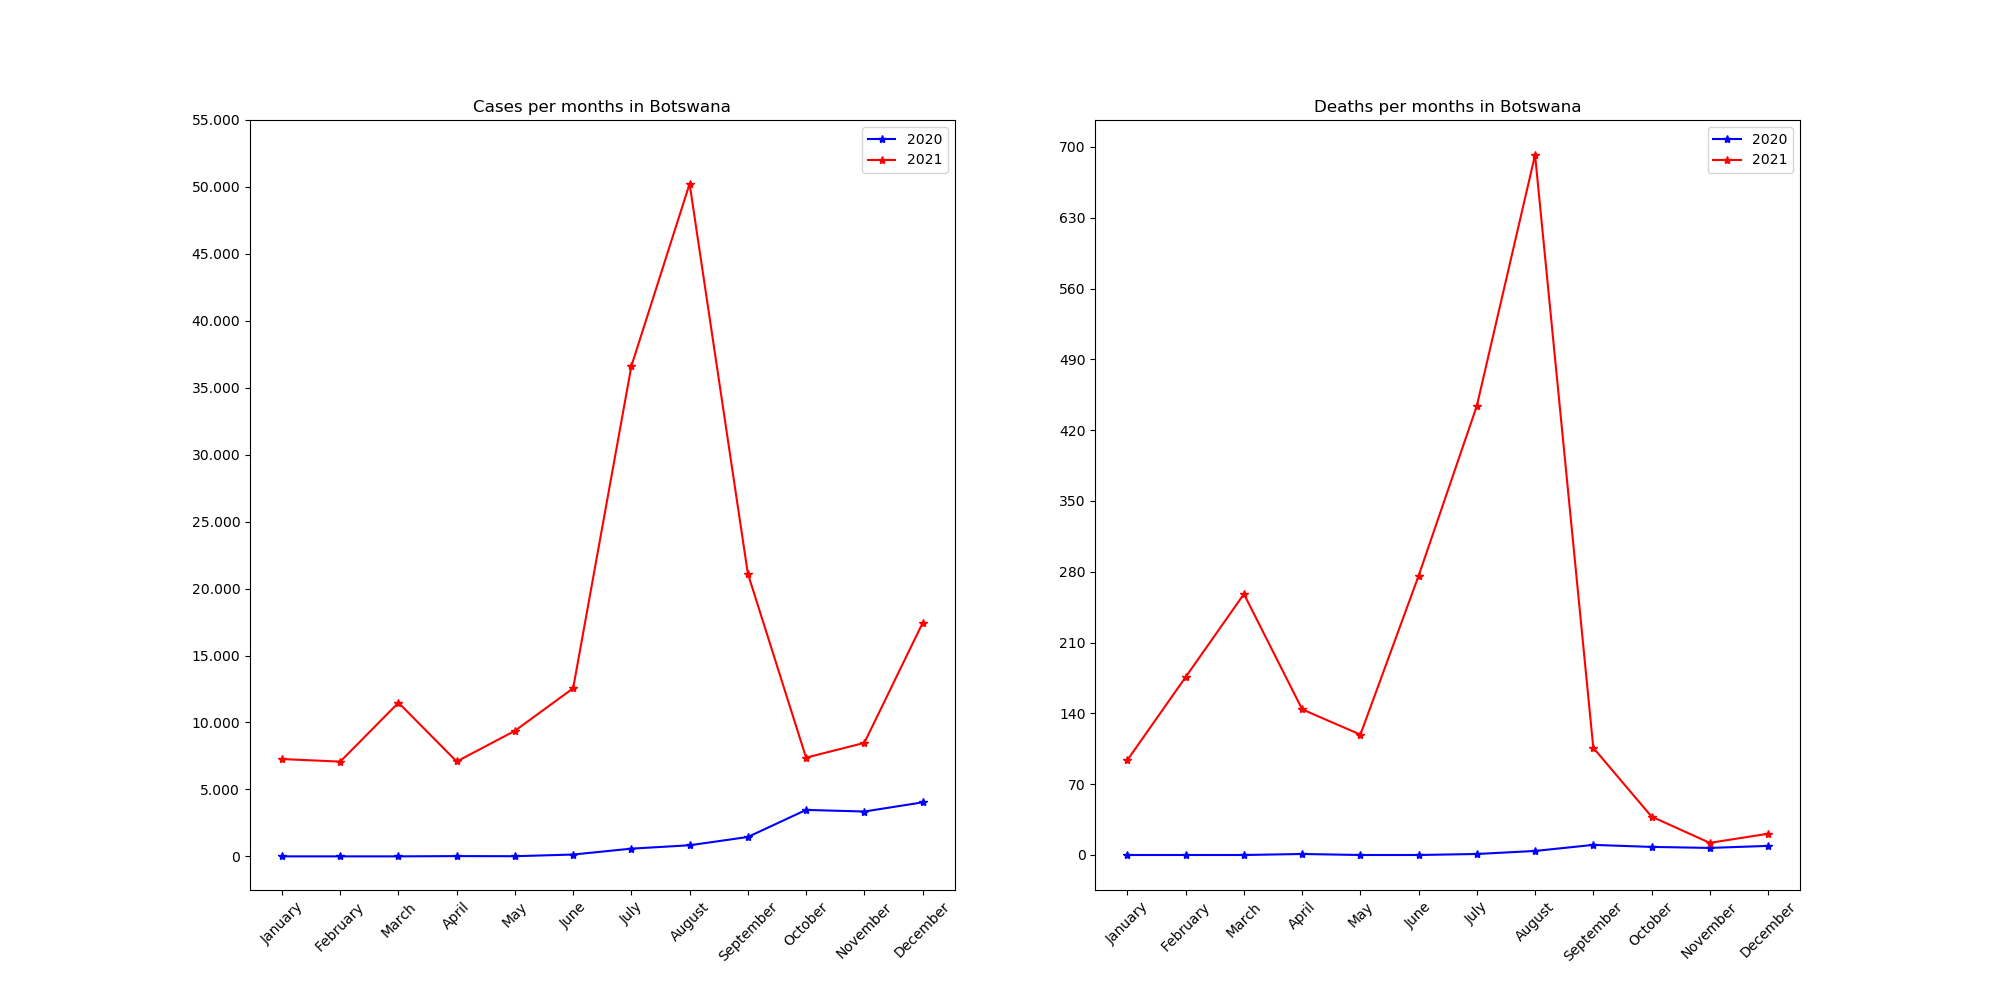 Cases per months in Botswana
55.000
50.000
45.000
40.000
35.000
30.000
25.000
20.000
15.000
10.000
5.000
0
2020
2021
January
February
March
April
May
June
July
August
September
October
November
December
Deaths per months in Botswana
700
630
560
490
420
350
280
210
140
70
0
2020
2021
January
February
March
April
May
June
July
August
September
October
November
December